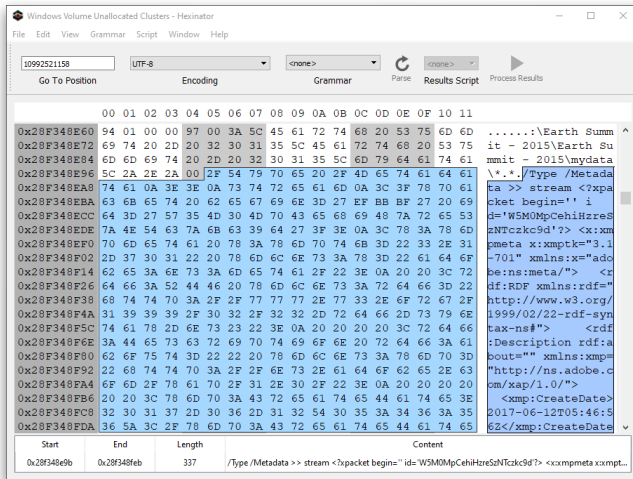 Windows Volume Unallocated Clusters - Hexinator
File Edit View Grammar Script Window Help
10992521158 UTF-8 <none> Parse <none> Process Results
Go To Position Encoding Grammar Results Script
00 01 02 03 04 05 06 07 08 09 0A 0B 0C 0D 0E 0F 10 11
0x28F348E60 94 01 00 00 97 00 3A 5C 45 61 72 74 68 20 53 75 6D 6D ......:\Earth Summ
0x28F348E72 69 74 20 2D 20 32 30 31 35 5C 45 61 72 74 68 20 53 75 it - 2015\Earth Su
0x28F348E84 6D 6D 69 74 20 2D 20 32 30 31 35 5C 6D 79 64 61 74 61 mmit - 2015\mydata
0x28F348E96 5C 2A 2E 2A 00 2F 54 79 70 65 20 2F 4D 65 74 61 64 61 \*.*./Type /Metada
0x28F348EA8 74 61 0A 3E 3E 0A 73 74 72 65 61 6D 0A 3C 3F 78 70 61 ta >> stream <?xpa
0x28F348EBA 63 6B 65 74 20 62 65 67 69 6E 3D 27 EF BB BF 27 20 69 cket begin='' i
0x28F348ECC 64 3D 27 57 35 4D 30 4D 70 43 65 68 69 48 7A 72 65 53 d='W5M0MpCehiHzreS
0x28F348EDE 7A 4E 54 63 7A 6B 63 39 64 27 3F 3E 0A 3C 78 3A 78 6D zNTczkc9d'?> <x:xm
0x28F348EF0 70 6D 65 74 61 20 78 3A 78 6D 70 74 6B 3D 22 33 2E 31 pmeta x:xmptk="3.1
0x28F348F02 2D 37 30 31 22 20 78 6D 6C 6E 73 3A 78 3D 22 61 64 6F -701" xmlns:x="ado
0x28F348F14 62 65 3A 6E 73 3A 6D 65 74 61 2F 22 3E 0A 20 20 3C 72 be:ns:meta/"> <r
0x28F348F26 64 66 3A 52 44 46 20 78 6D 6C 6E 73 3A 72 64 66 3D 22 df:RDF xmlns:rdf="
0x28F348F38 68 74 74 70 3A 2F 2F 77 77 77 2E 77 33 2E 6F 72 67 2F http://www.w3.org/
0x28F348F4A 31 39 39 39 2F 30 32 2F 32 32 2D 72 64 66 2D 73 79 6E 1999/02/22-rdf-syn
0x28F348F5C 74 61 78 2D 6E 73 23 22 3E 0A 20 20 20 20 3C 72 64 66 tax-ns#"> <rdf
0x28F348F6E 3A 44 65 73 63 72 69 70 74 69 6F 6E 20 72 64 66 3A 61 :Description rdf:a
0x28F348F80 62 6F 75 74 3D 22 22 20 78 6D 6C 6E 73 3A 78 6D 70 3D bout="" xmlns:xmp=
0x28F348F92 22 68 74 74 70 3A 2F 2F 6E 73 2E 61 64 6F 62 65 2E 63 "http://ns.adobe.c
0x28F348FA4 6F 6D 2F 78 61 70 2F 31 2E 30 2F 22 3E 0A 20 20 20 20 om/xap/1.0/">
0x28F348FB6 20 20 3C 78 6D 70 3A 43 72 65 61 74 65 44 61 74 65 3E <xmp:CreateDate>
0x28F348FC8 32 30 31 37 2D 30 36 2D 31 32 54 30 35 3A 34 36 3A 35 2017-06-12T05:46:5
0x28F348FDA 36 5A 3C 2F 78 6D 70 3A 43 72 65 61 74 65 44 61 74 65 6Z</xmp:CreateDate
Start End Length Content
0x28f348e9b 0x28f348feb 337 /Type /Metadata >> stream <?xpacket begin='' id='W5M0MpCehiHzreSzNTczkc9d'?> <x:xmpmeta x:xmpt...